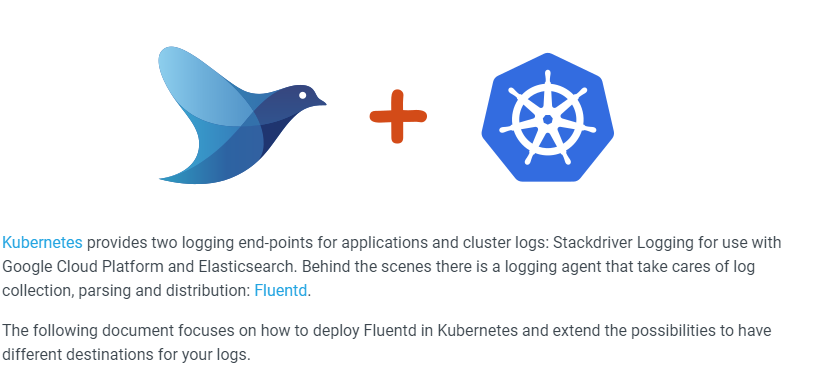 Kubernetes provides two logging end-points for applications and cluster logs: Stackdriver Logging for use with
Google Cloud Platform and Elasticsearch. Behind the scenes there is a logging agent that take cares of log
collection, parsing and distribution: Fluentd.
The following document focuses on how to deploy Fluentd in Kubernetes and extend the possibilities to have
different destinations for your logs.